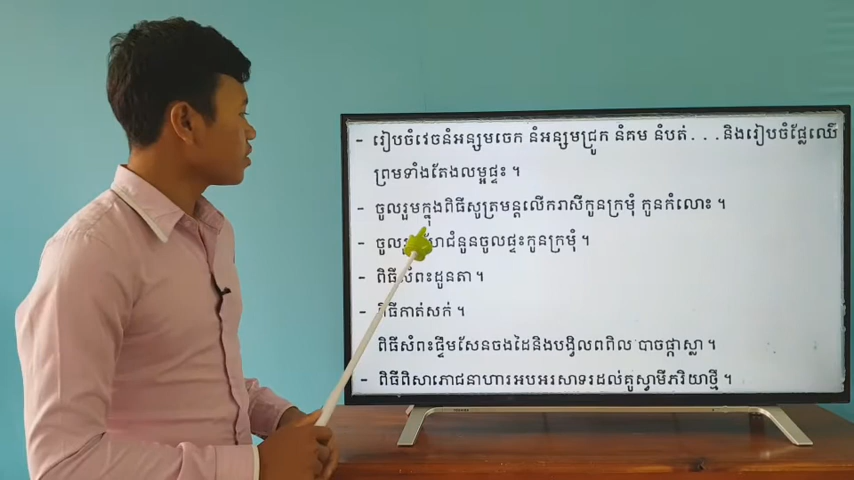 - រៀបចំវេចនំអន្សមចេក នំអន្សមជ្រូក នំគម នំបត់...និងរៀបចំផ្លែឈើ
ព្រមទាំងតែងលម្អផ្ទះ។
- ចូលរួមក្នុងពិធីសូត្រមន្តលើករាសីកូនក្រមុំ កូនកំលោះ។
- ចូលរួម ជំនូនចូលផ្ទះកូនក្រមុំ។
- ពិធីសំពះដូនតា។
- ពិធីកាត់សក់។
ពិធីសំពះផ្ទឹមសែនចងដៃនិងបង្វិលពពិល បាចផ្កាស្លា។
- ពិធីពិសាភោជនាហារអបអរសាទរដល់គូស្វាមីភរិយាថ្មី។